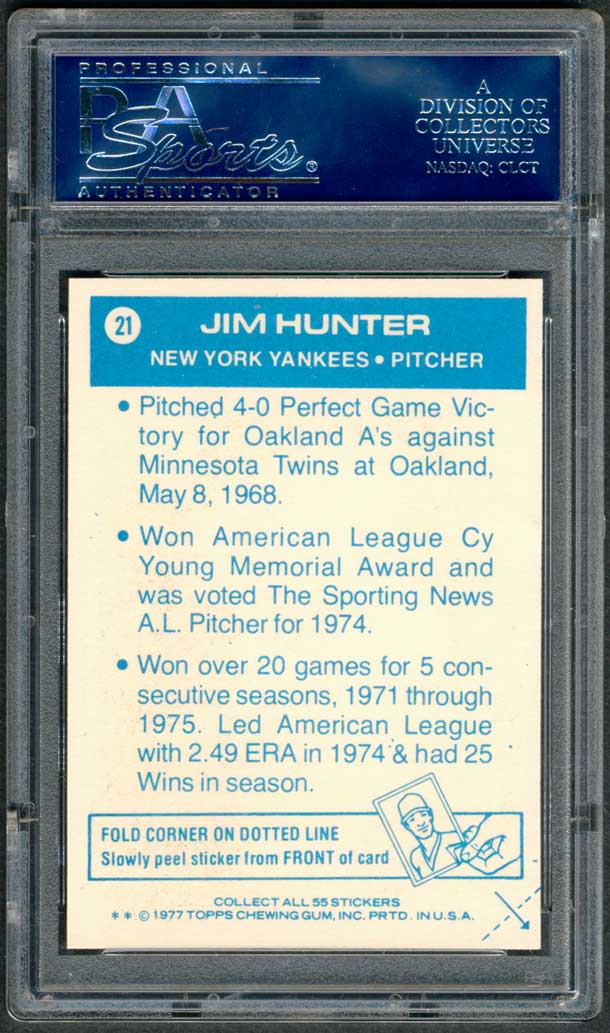 PROFESSIONAL
PSA
Sports®
AUTHENTICATOR
A
DIVISION OF
COLLECTORS
UNIVERSE
NASDAQ: CLCT
21
JIM HUNTER
NEW YORK YANKEES • PITCHER
• Pitched 4-0 Perfect Game Vic-
tory for Oakland A's against
Minnesota Twins at Oakland,
May 8, 1968.
• Won American League Cy
Young Memorial Award and
was voted The Sporting News
A.L. Pitcher for 1974.
• Won over 20 games for 5 con-
secutive seasons, 1971 through
1975. Led American League
with 2.49 ERA in 1974 & had 25
Wins in season.
FOLD CORNER ON DOTTED LINE
Slowly peel sticker from FRONT of card
COLLECT ALL 55 STICKERS
** © 1977 TOPPS CHEWING GUM, INC. PRTD. IN U.S.A.